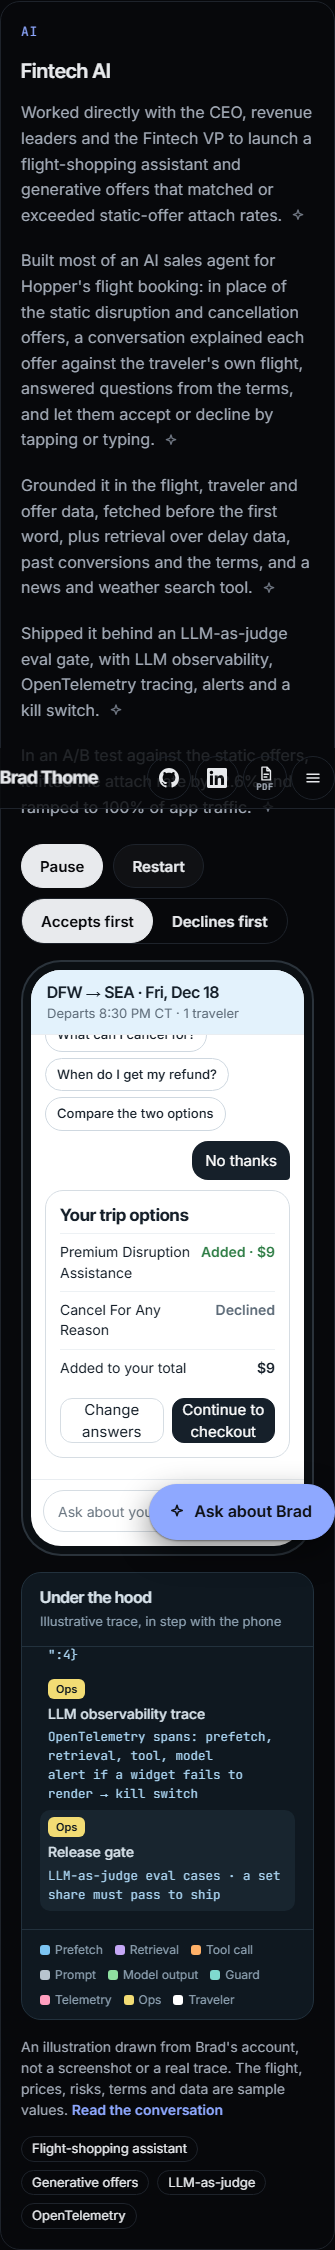 AI
Fintech AI
Worked directly with the CEO, revenue
leaders and the Fintech VP to launch a
flight-shopping assistant and
generative offers that matched or
exceeded static-offer attach rates.
Built most of an AI sales agent for
Hopper's flight booking: in place of
the static disruption and cancellation
offers, a conversation explained each
offer against the traveler's own flight,
answered questions from the terms,
and let them accept or decline by
tapping or typing.
Grounded it in the flight, traveler and
offer data, fetched before the first
word, plus retrieval over delay data,
past conversions and the terms, and a
news and weather search tool.
Shipped it behind an LLM-as-judge
eval gate, with LLM observability,
OpenTelemetry tracing, alerts and a
kill switch.
In an A/B test against the static offers,
Brad Thome
PDF
the attach
ramped to 100% of app traffic.
Pause
Restart
Accepts first
Declines first
DFW → SEA · Fri, Dec 18
Departs 8:30 PM CT · 1 traveler
What can I cancel for?
When do I get my refund?
Compare the two options
No thanks
Your trip options
Premium Disruption Assistance
Added · $9
Cancel For Any Reason
Declined
Added to your total
$9
Change answers
Continue to checkout
Ask about you
Ask about Brad
Under the hood
Illustrative trace, in step with the phone
":4}
Ops
LLM observability trace
OpenTelemetry spans: prefetch,
retrieval, tool, model
alert if a widget fails to
render → kill switch
Ops
Release gate
LLM-as-judge eval cases · a set
share must pass to ship
Prefetch Retrieval Tool call
Prompt Model output Guard
Telemetry Ops Traveler
An illustration drawn from Brad's account,
not a screenshot or a real trace. The flight,
prices, risks, terms and data are sample
values. Read the conversation
Flight-shopping assistant
Generative offers LLM-as-judge
OpenTelemetry